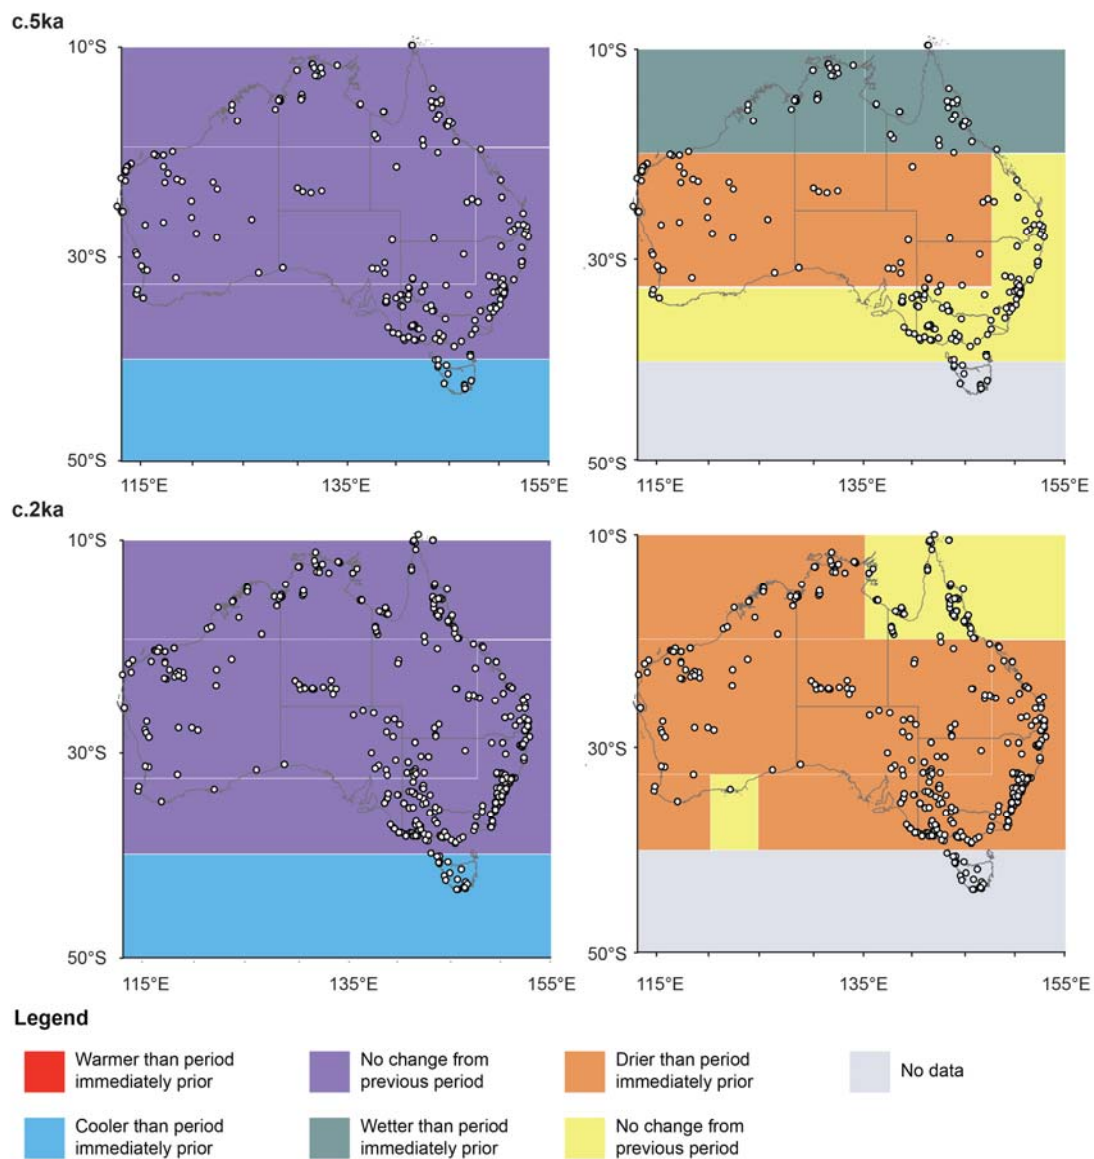 c.5ka
10°S
10°S
30°S
30°S
50°S
50°S
115°E
135°E
155°E
115°E
135°E
155°E
c.2ka
10°S
10°S
30°S
30°S
50°S
50°S
115°E
135°E
155°E
115°E
135°E
155°E
Legend
Warmer than period
immediately prior
No change from
previous period
Drier than period
immediately prior
No data
Cooler than period
immediately prior
Wetter than period
immediately prior
No change from
previous period